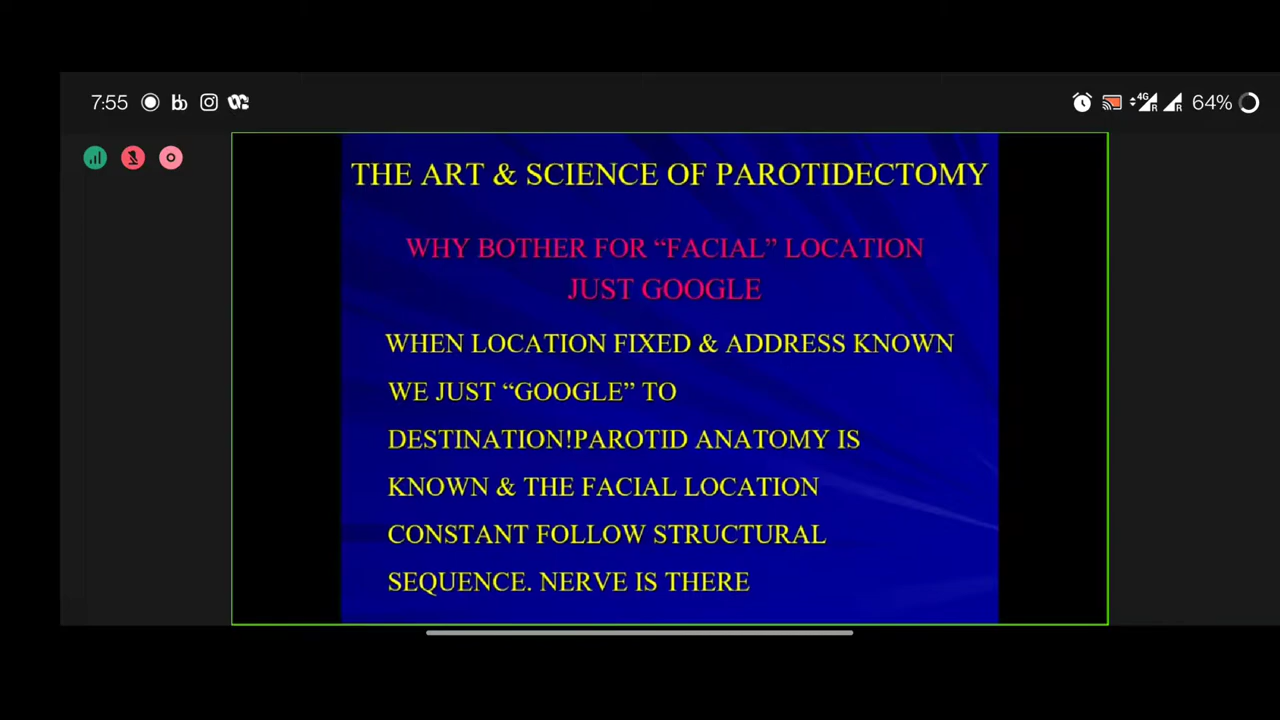 7:55
4G
R
R
64%
THE ART & SCIENCE OF PAROTIDECTOMY
WHY BOTHER FOR “FACIAL” LOCATION
JUST GOOGLE
WHEN LOCATION FIXED & ADDRESS KNOWN
WE JUST “GOOGLE” TO
DESTINATION!PAROTID ANATOMY IS
KNOWN & THE FACIAL LOCATION
CONSTANT FOLLOW STRUCTURAL
SEQUENCE. NERVE IS THERE